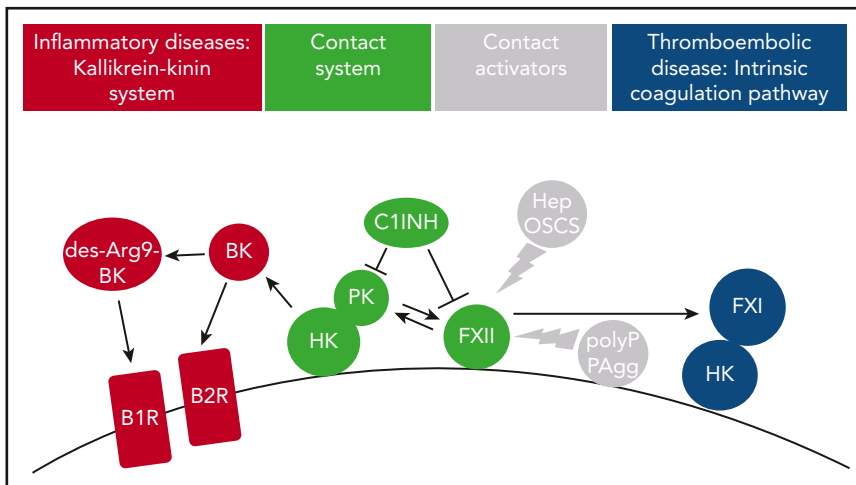 Inflammatory diseases:
Kallikrein-kinin
system
Contact
system
Contact
activators
Thromboembolic
disease: Intrinsic
coagulation pathway
Hep
OSCS
C1INH
des-Arg9-
BK
BK
PK
HK
FXII
polyP
PAgg
FXI
HK
B1R
B2R